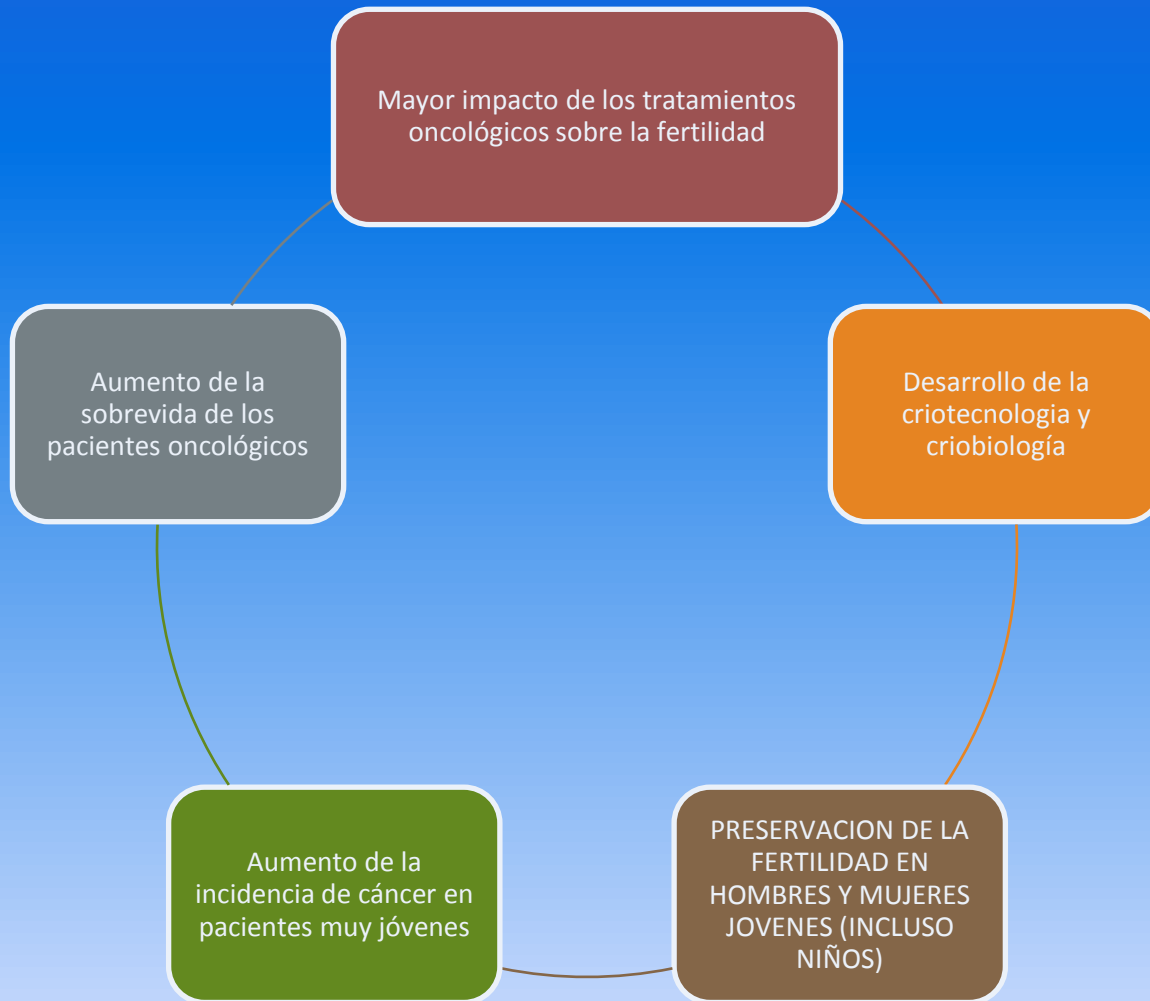 Mayor impacto de los tratamientos
oncológicos sobre la fertilidad
Aumento de la
sobrevida de los
pacientes oncológicos
Desarrollo de la
criotecnologia y
criobiología
Aumento de la
incidencia de cáncer en
pacientes muy jóvenes
PRESERVACION DE LA
FERTILIDAD EN
HOMBRES Y MUJERES
JOVENES (INCLUSO
NIÑOS)